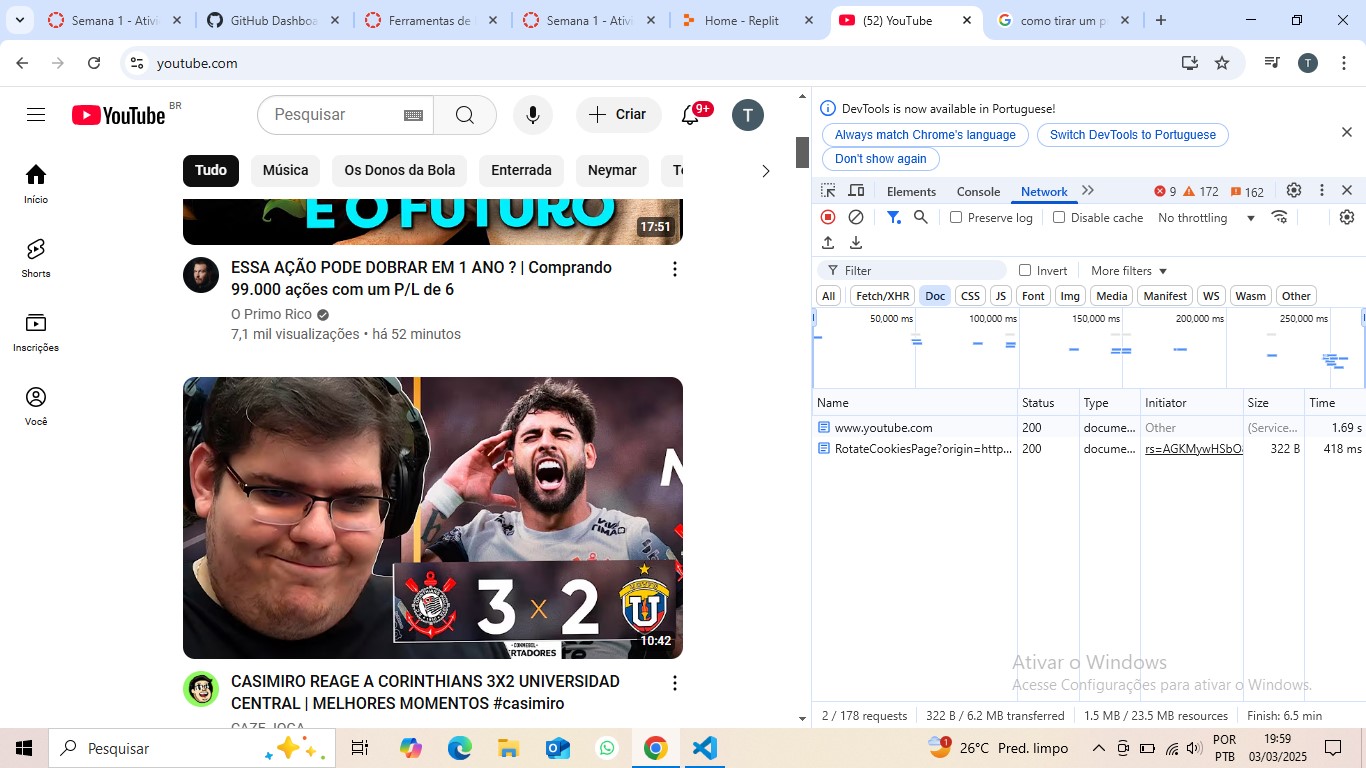 Semana 1 - Ativi
GitHub Dashboa
Ferramentas de
Semana 1 - Ativi
Home - Replit
(52) YouTube
como tirar um p
youtube.com
T
YouTube BR
Pesquisar
Criar
9+
T
Tudo
Música
Os Donos da Bola
Enterrada
Neymar
Início
Shorts
Inscrições
Você
E O FUTURO
17:51
ESSA AÇÃO PODE DOBRAR EM 1 ANO ? | Comprando
99.000 ações com um P/L de 6
O Primo Rico
7,1 mil visualizações • há 52 minutos
3 x 2
U
10:42
CASIMIRO REAGE A CORINTHIANS 3X2 UNIVERSIDAD
CENTRAL | MELHORES MOMENTOS #casimiro
DevTools is now available in Portuguese!
Always match Chrome's language
Switch DevTools to Portuguese
Don't show again
Elements
Console
Network
9
172
162
Preserve log
Disable cache
No throttling
Filter
Invert
More filters
All
Fetch/XHR
Doc
CSS
JS
Font
Img
Media
Manifest
WS
Wasm
Other
50,000 ms
100,000 ms
150,000 ms
200,000 ms
250,000 ms
Name Status Type Initiator Size Time
www.youtube.com 200 docume... Other (Service... 1.69 s
RotateCookiesPage?origin=http... 200 docume... rs=AGKMywHSbO 322 B 418 ms
Ativar o Windows
Acesse Configurações para ativar o Windows.
2 / 178 requests
322 B / 6.2 MB transferred
1.5 MB / 23.5 MB resources
Finish: 6.5 min
Pesquisar
1
26°C Pred. limpo
POR
PTB
19:59
03/03/2025